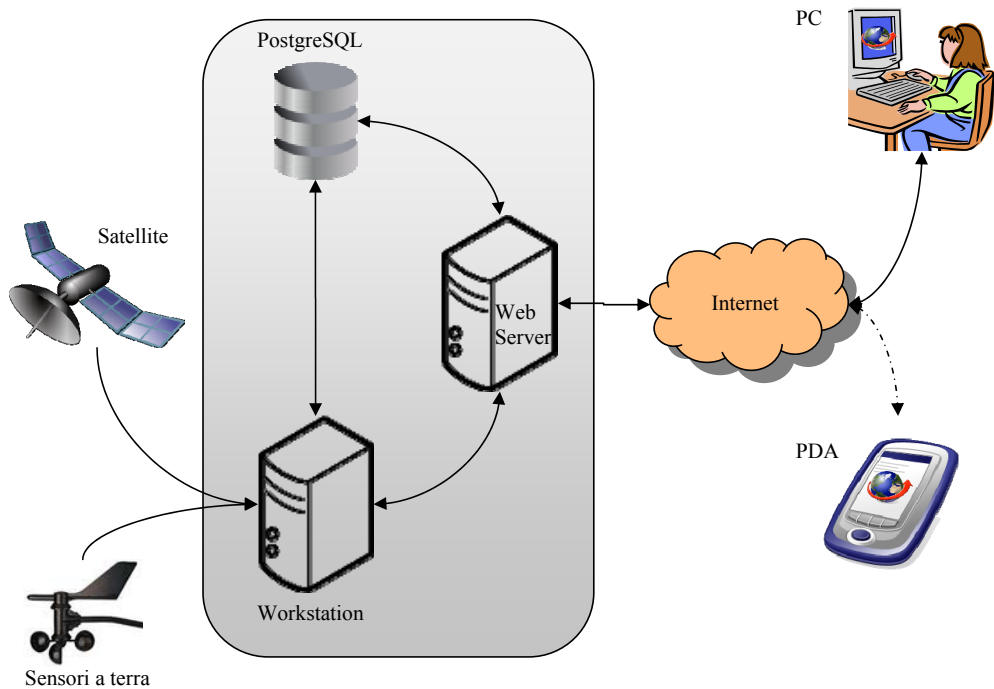 PostgreSQL
PC
Satellite
Web
Server
Internet
PDA
Workstation
Sensori a terra